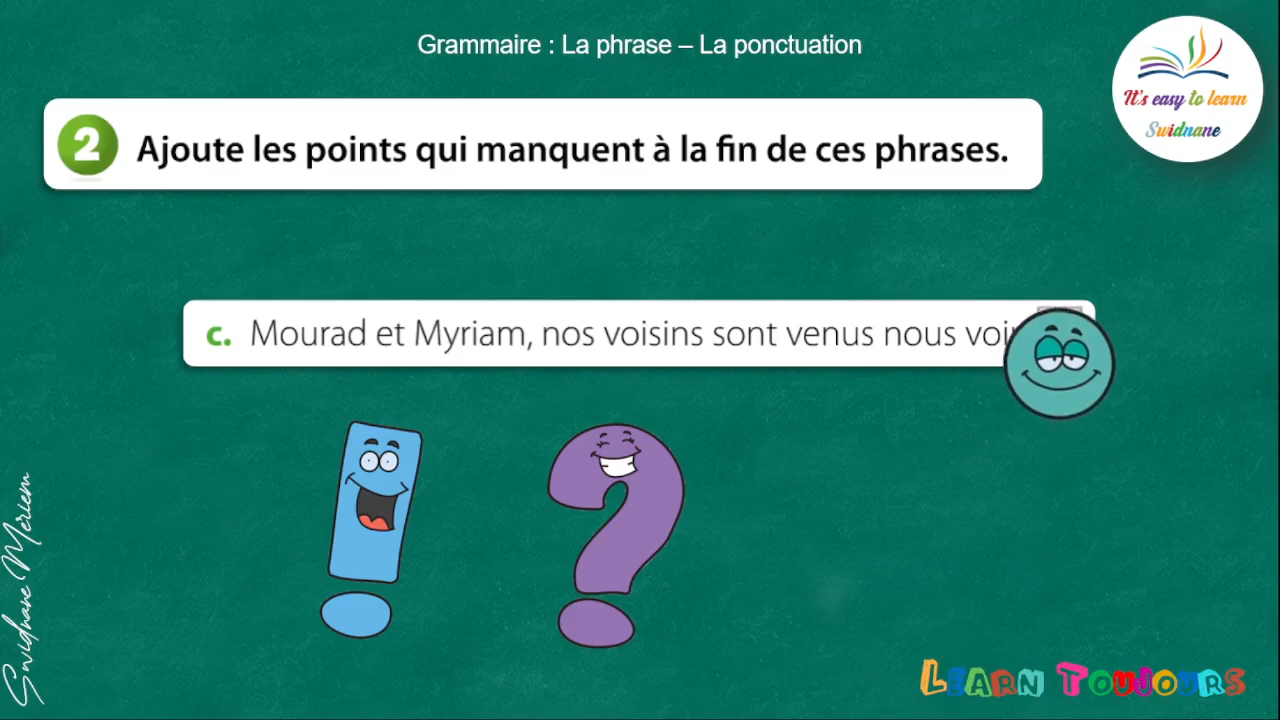 Grammaire : La phrase – La ponctuation
It's easy to learn
Swidnane
2 Ajoute les points qui manquent à la fin de ces phrases.
c. Mourad et Myriam, nos voisins sont venus nous voir
Swidnane Meriem
LEARN TOUJOURS